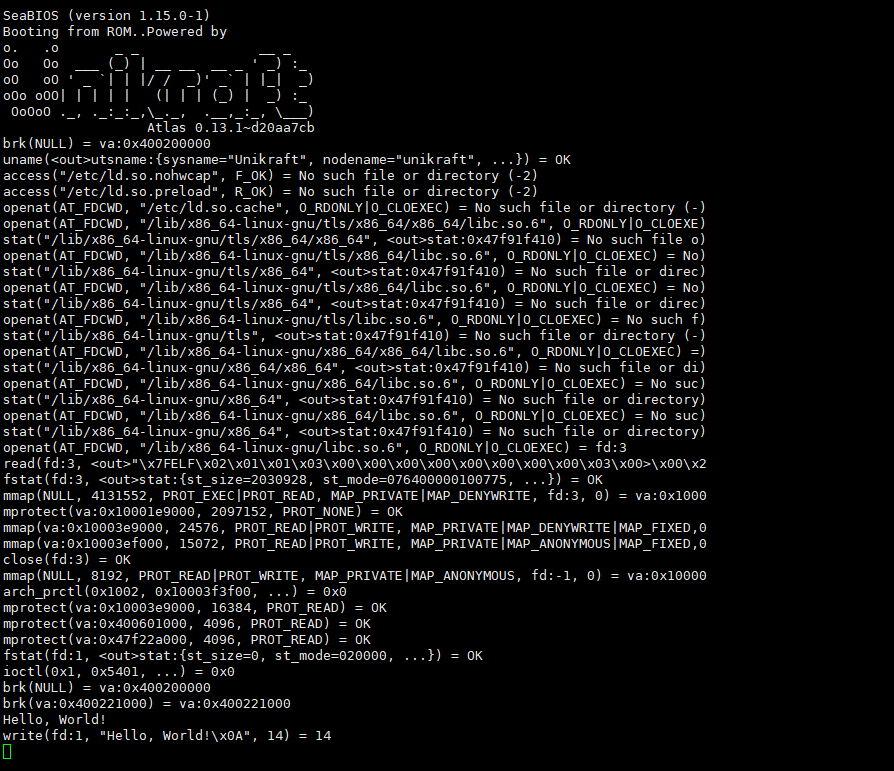 SeaBIOS (version 1.15.0-1)
Booting from ROM..Powered by
o.   .o       _ _               __ _
Oo   Oo  ___ (_) | __ __  __ _ ' _) :_
oO   oO ' _ `| | |/ /  _)' _` | |_|  _)
oOo oOO| | | | |   (| | | (_) |  _) :_
 OoOoO ._, ._:_:_,\_._,  .__,_:_, \___)
                  Atlas 0.13.1~d20aa7cb
brk(NULL) = va:0x400200000
uname(<out>utsname:{sysname="Unikraft", nodename="unikraft", ...}) = OK
access("/etc/ld.so.nohwcap", F_OK) = No such file or directory (-2)
access("/etc/ld.so.preload", R_OK) = No such file or directory (-2)
openat(AT_FDCWD, "/etc/ld.so.cache", O_RDONLY|O_CLOEXEC) = No such file or directory (-)
openat(AT_FDCWD, "/lib/x86_64-linux-gnu/tls/x86_64/x86_64/libc.so.6", O_RDONLY|O_CLOEXE)
stat("/lib/x86_64-linux-gnu/tls/x86_64/x86_64", <out>stat:0x47f91f410) = No such file o)
openat(AT_FDCWD, "/lib/x86_64-linux-gnu/tls/x86_64/libc.so.6", O_RDONLY|O_CLOEXEC) = No)
stat("/lib/x86_64-linux-gnu/tls/x86_64", <out>stat:0x47f91f410) = No such file or direc)
openat(AT_FDCWD, "/lib/x86_64-linux-gnu/tls/x86_64/libc.so.6", O_RDONLY|O_CLOEXEC) = No)
stat("/lib/x86_64-linux-gnu/tls/x86_64", <out>stat:0x47f91f410) = No such file or direc)
openat(AT_FDCWD, "/lib/x86_64-linux-gnu/tls/libc.so.6", O_RDONLY|O_CLOEXEC) = No such f)
stat("/lib/x86_64-linux-gnu/tls", <out>stat:0x47f91f410) = No such file or directory (-)
openat(AT_FDCWD, "/lib/x86_64-linux-gnu/x86_64/x86_64/libc.so.6", O_RDONLY|O_CLOEXEC) =)
stat("/lib/x86_64-linux-gnu/x86_64/x86_64", <out>stat:0x47f91f410) = No such file or di)
openat(AT_FDCWD, "/lib/x86_64-linux-gnu/x86_64/libc.so.6", O_RDONLY|O_CLOEXEC) = No suc)
stat("/lib/x86_64-linux-gnu/x86_64", <out>stat:0x47f91f410) = No such file or directory)
openat(AT_FDCWD, "/lib/x86_64-linux-gnu/x86_64/libc.so.6", O_RDONLY|O_CLOEXEC) = No suc)
stat("/lib/x86_64-linux-gnu/x86_64", <out>stat:0x47f91f410) = No such file or directory)
openat(AT_FDCWD, "/lib/x86_64-linux-gnu/libc.so.6", O_RDONLY|O_CLOEXEC) = fd:3
read(fd:3, <out>"\x7FELF\x02\x01\x01\x03\x00\x00\x00\x00\x00\x00\x00\x00\x03\x00>\x00\x2
fstat(fd:3, <out>stat:{st_size=2030928, st_mode=076400000100775, ...}) = OK
mmap(NULL, 4131552, PROT_EXEC|PROT_READ, MAP_PRIVATE|MAP_DENYWRITE, fd:3, 0) = va:0x1000
mprotect(va:0x10001e9000, 2097152, PROT_NONE) = OK
mmap(va:0x10003e9000, 24576, PROT_READ|PROT_WRITE, MAP_PRIVATE|MAP_DENYWRITE|MAP_FIXED,0
mmap(va:0x10003ef000, 15072, PROT_READ|PROT_WRITE, MAP_PRIVATE|MAP_ANONYMOUS|MAP_FIXED,0
close(fd:3) = OK
mmap(NULL, 8192, PROT_READ|PROT_WRITE, MAP_PRIVATE|MAP_ANONYMOUS, fd:-1, 0) = va:0x10000
arch_prctl(0x1002, 0x10003f3f00, ...) = 0x0
mprotect(va:0x10003e9000, 16384, PROT_READ) = OK
mprotect(va:0x400601000, 4096, PROT_READ) = OK
mprotect(va:0x47f22a000, 4096, PROT_READ) = OK
fstat(fd:1, <out>stat:{st_size=0, st_mode=020000, ...}) = OK
ioctl(0x1, 0x5401, ...) = 0x0
brk(NULL) = va:0x400200000
brk(va:0x400221000) = va:0x400221000
Hello, World!
write(fd:1, "Hello, World!\x0A", 14) = 14